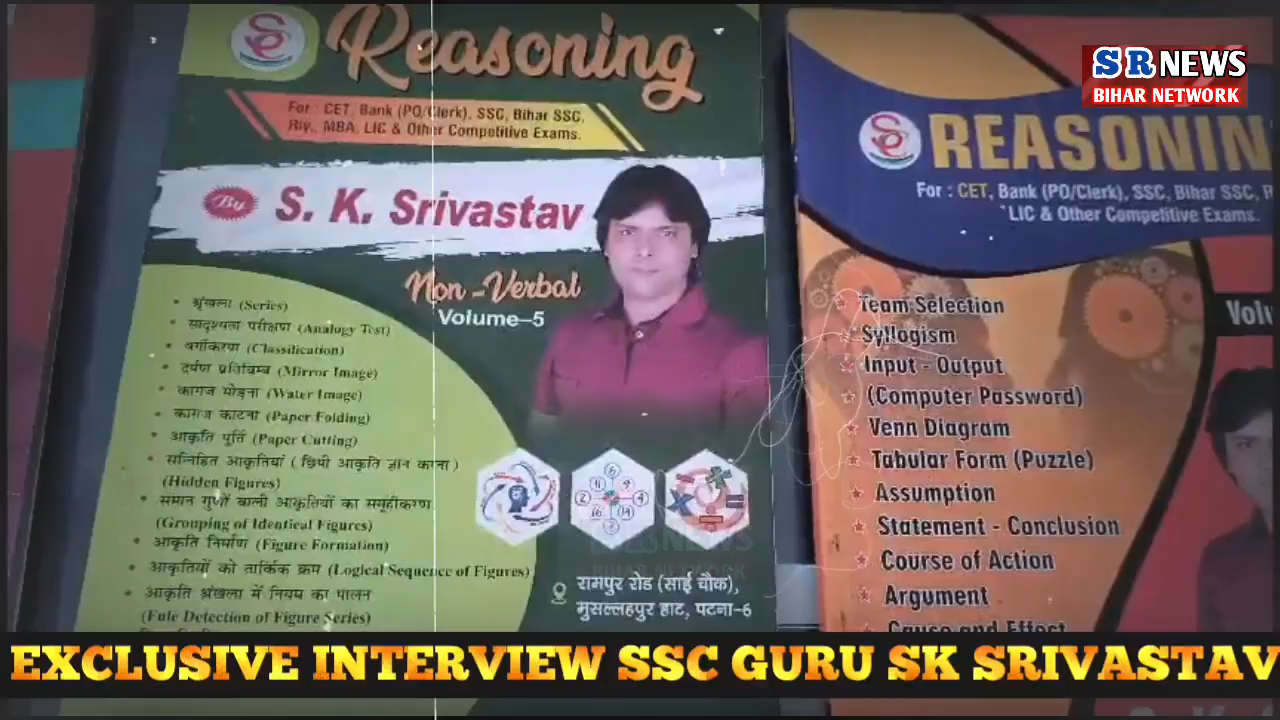 Reasoning
For : CET, Bank (PO/Clerk), SSC, Bihar SSC,
Rly., MBA, LIC & Other Competitive Exams.
By S. K. Srivastav
Non-Verbal
Volume-5
श्रृंखला (Series)
सादृश्यता परीक्षण (Analogy Test)
वर्गीकरण (Classification)
दर्पण प्रतिबिम्ब (Mirror Image)
कागज मोड़ना (Water Image)
कागज काटना (Paper Folding)
आकृति पूर्ति (Paper Cutting)
सन्निहित आकृतियां ( छिपी आकृति ज्ञान करना )
(Hidden Figures)
समान गुणों वाली आकृतियों का समूहीकरण
(Grouping of Identical Figures)
आकृति निर्माण (Figure Formation)
आकृतियों को तार्किक क्रम (Logical Sequence of Figures)
आकृति श्रंखला में नियम का पालन
(Fule Detection of Figure Series)
रामपुर रोड (साई चौक),
मुसल्लहपुर हाट, पटना-6
SR NEWS
BIHAR NETWORK
REASONIN
For : CET, Bank (PO/Clerk), SSC, Bihar SSC, R
LIC & Other Competitive Exams.
Team Selection
Syllogism
Input - Output
(Computer Password)
Venn Diagram
Tabular Form (Puzzle)
Assumption
Statement - Conclusion
Course of Action
Argument
Cause and Effect
Volu
EXCLUSIVE INTERVIEW SSC GURU SK SRIVASTAV